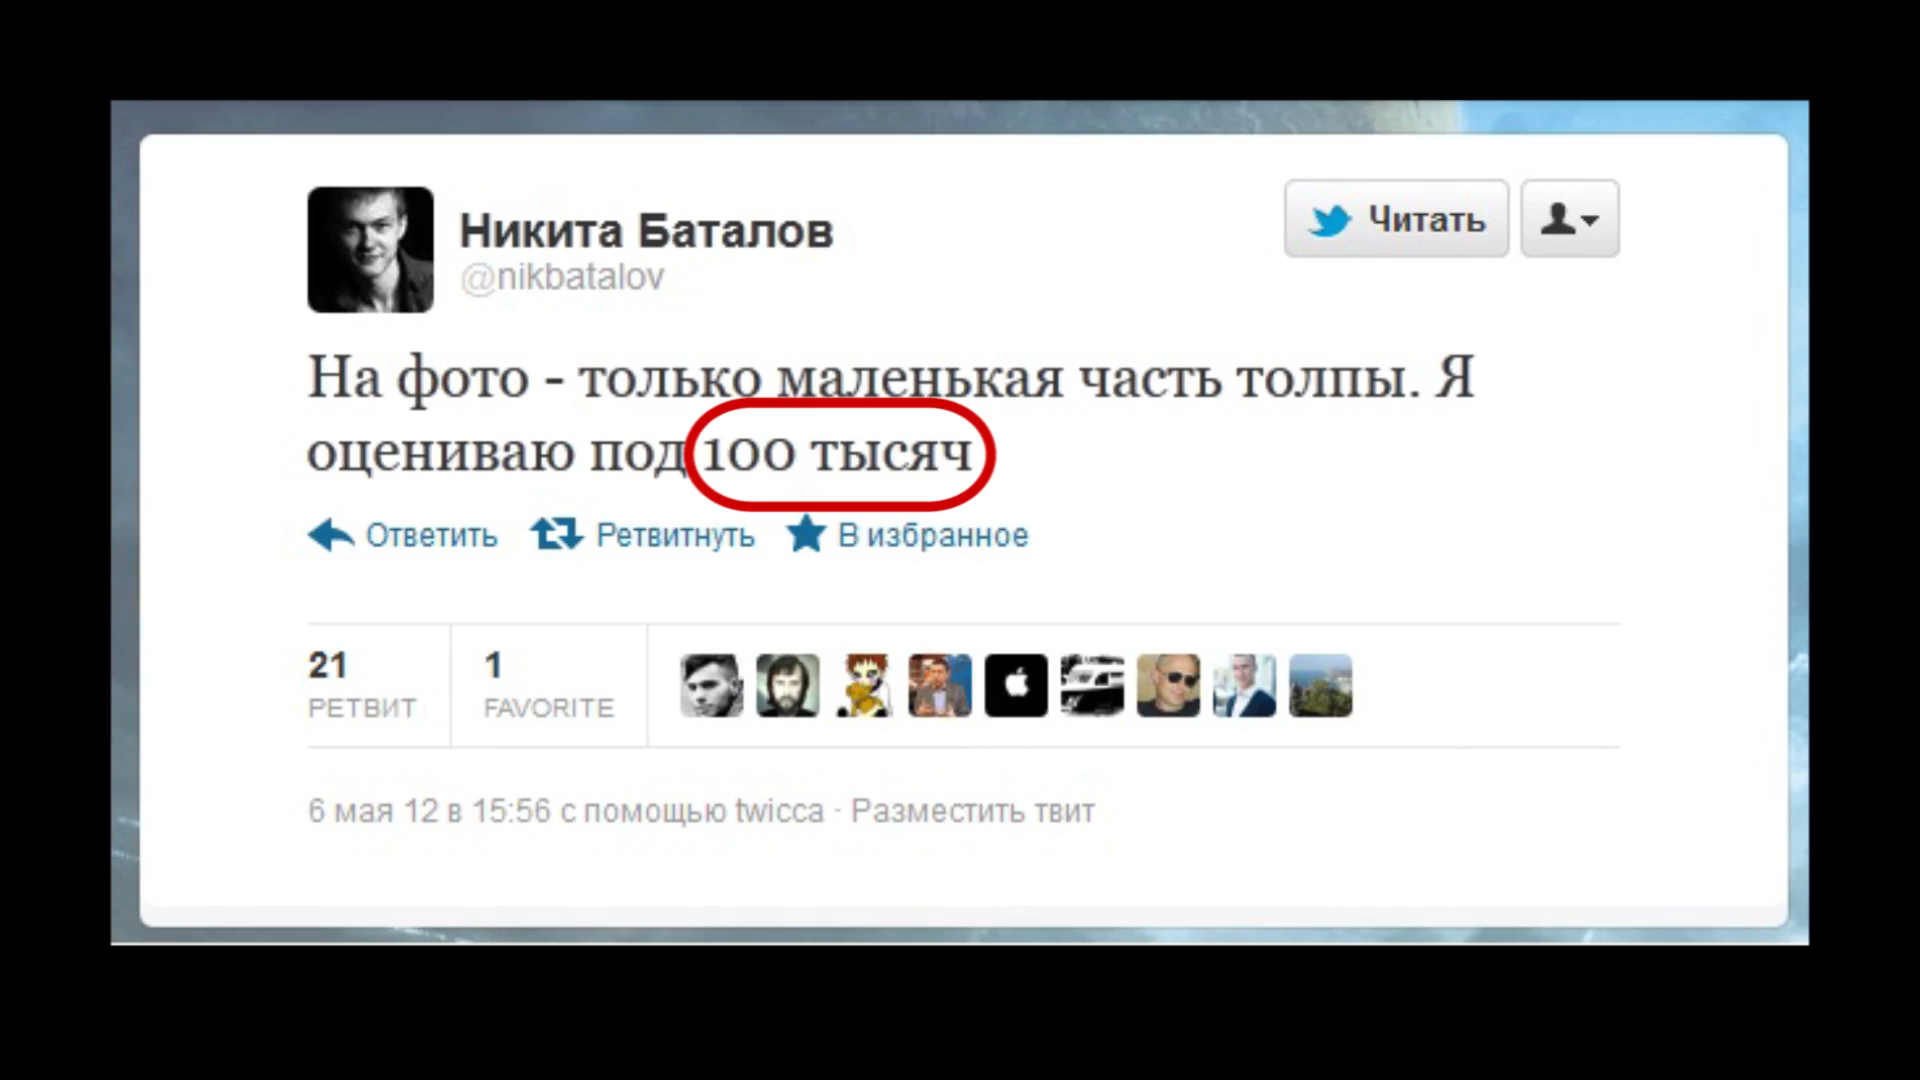 Никита Баталов
@nikbatalov
Читать
На фото - только маленькая часть толпы. Я
оцениваю под 100 тысяч
Ответить Ретвитнуть В избранное
21
РЕТВИТ
1
FAVORITE
6 мая 12 в 15:56 с помощью twicca · Разместить твит